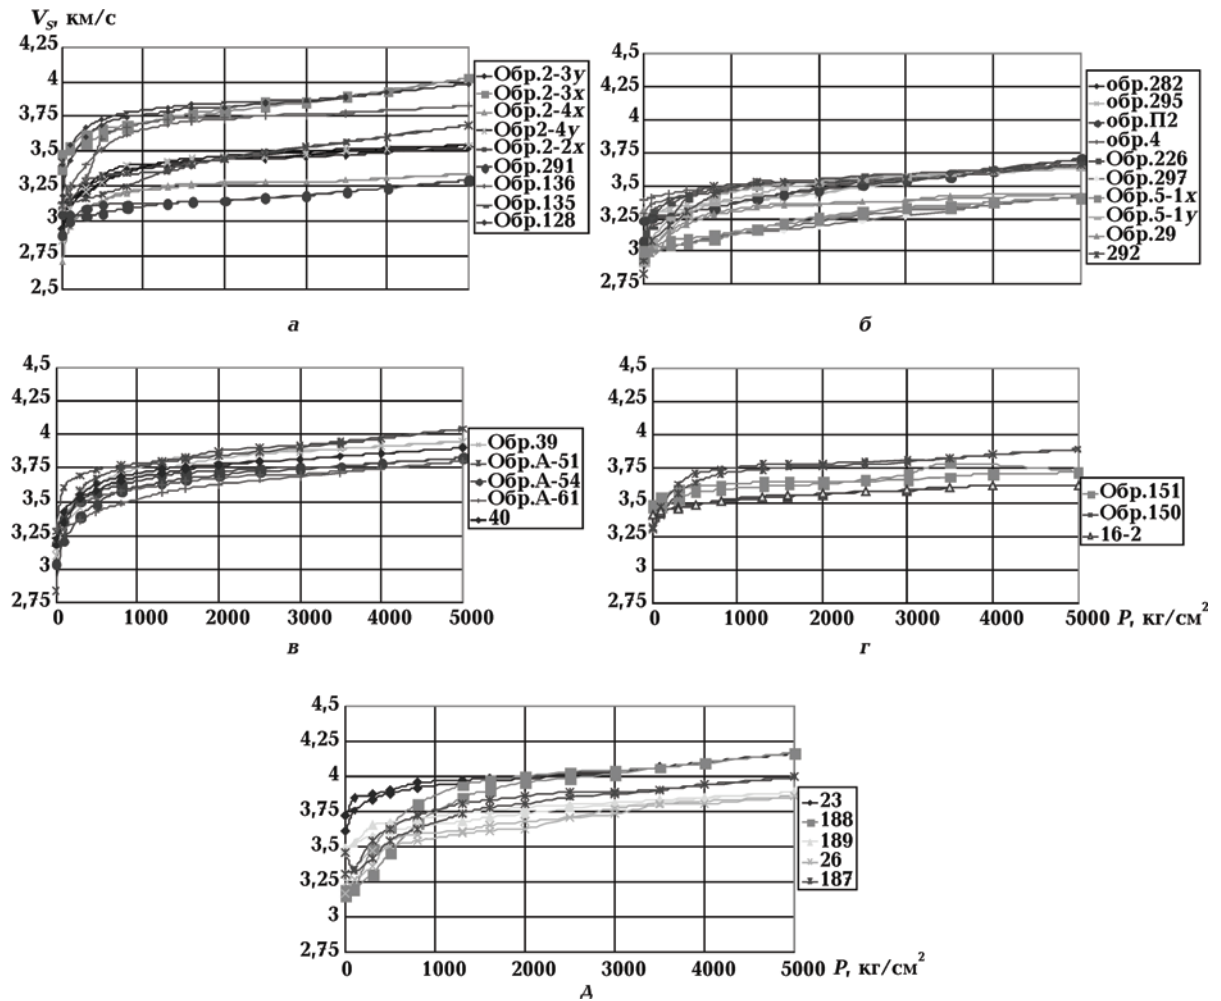 V_S, км/с
4,25
4
3,75
3,5
3,25
3
2,75
2,5
Обр.2-3y
Обр.2-3x
Обр.2-4x
Обр2-4y
Обр.2-2x
Обр.291
Обр.136
Обр.135
Обр.128
а
4,5
4,25
4
3,75
3,5
3,25
3
2,75
обр.282
обр.295
обр.П2
обр.4
Обр.226
Обр.297
Обр.5-1x
Обр.5-1y
Обр.29
292
б
4,5
4,25
4
3,75
3,5
3,25
3
2,75
0 1000 2000 3000 4000 5000
Обр.39
Обр.А-51
Обр.А-54
Обр.А-61
40
в
4,5
4,25
4
3,75
3,5
3,25
3
2,75
0 1000 2000 3000 4000 5000 P, кг/см²
Обр.151
Обр.150
16-2
г
4,5
4,25
4
3,75
3,5
3,25
3
2,75
0 1000 2000 3000 4000 5000 P, кг/см²
23
188
189
26
187
д